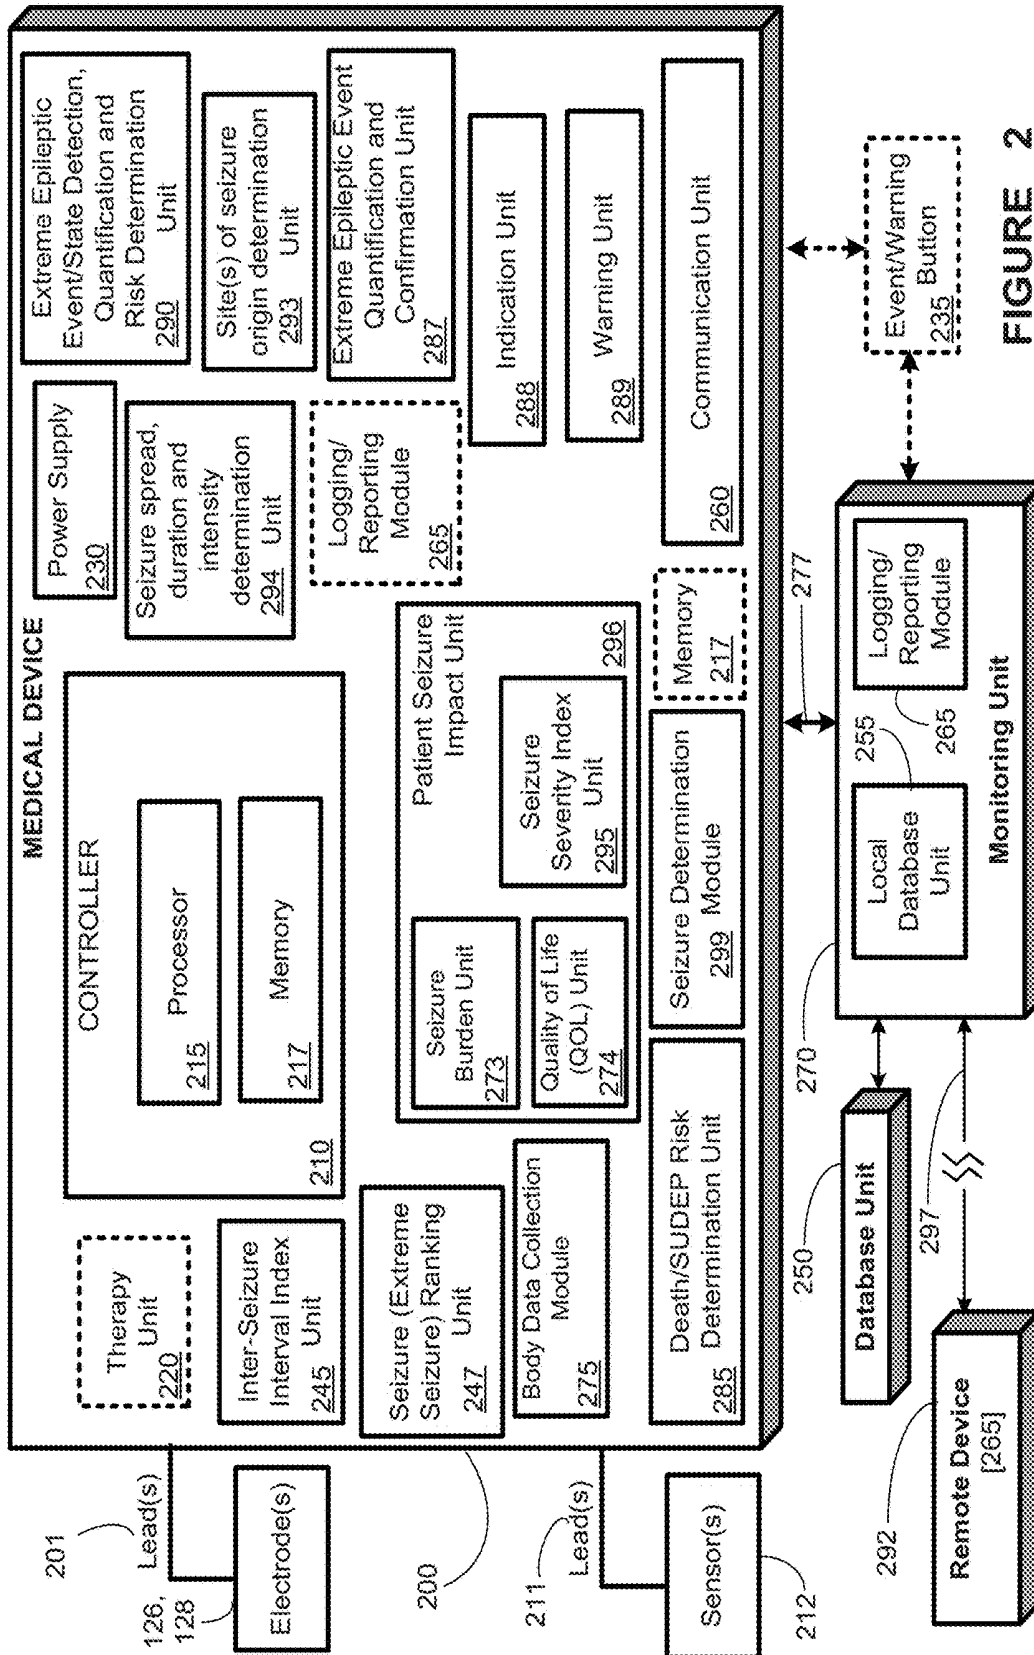 MEDICAL DEVICE
CONTROLLER
Processor
215
Memory
217
210
Therapy
Unit
220
Inter-Seizure
Interval Index
Unit
245
Seizure (Extreme
Seizure) Ranking
Unit
247
Body Data Collection
Module
275
Death/SUDEP Risk
Determination Unit
285
Patient Seizure
Impact Unit
296
Seizure
Burden Unit
273
Quality of Life
(QOL) Unit
274
Seizure
Severity Index
Unit
295
Seizure Determination
Module
299
Memory
217
Power Supply
230
Seizure spread,
duration and
intensity
determination
Unit
294
Logging/
Reporting
Module
265
Extreme Epileptic
Event/State Detection,
Quantification and
Risk Determination
Unit
290
Site(s) of seizure
origin determination
Unit
293
Extreme Epileptic Event
Quantification and
Confirmation Unit
287
Indication Unit
288
Warning Unit
289
Communication Unit
260
201
Lead(s)
126,
128
Electrode(s)
200
211
Lead(s)
Sensor(s)
212
277
270
Local
Database
Unit
255
Logging/
Reporting
Module
265
Monitoring Unit
250
Database Unit
297
292
Remote Device
[265]
Event/Warning
Button
235
FIGURE 2